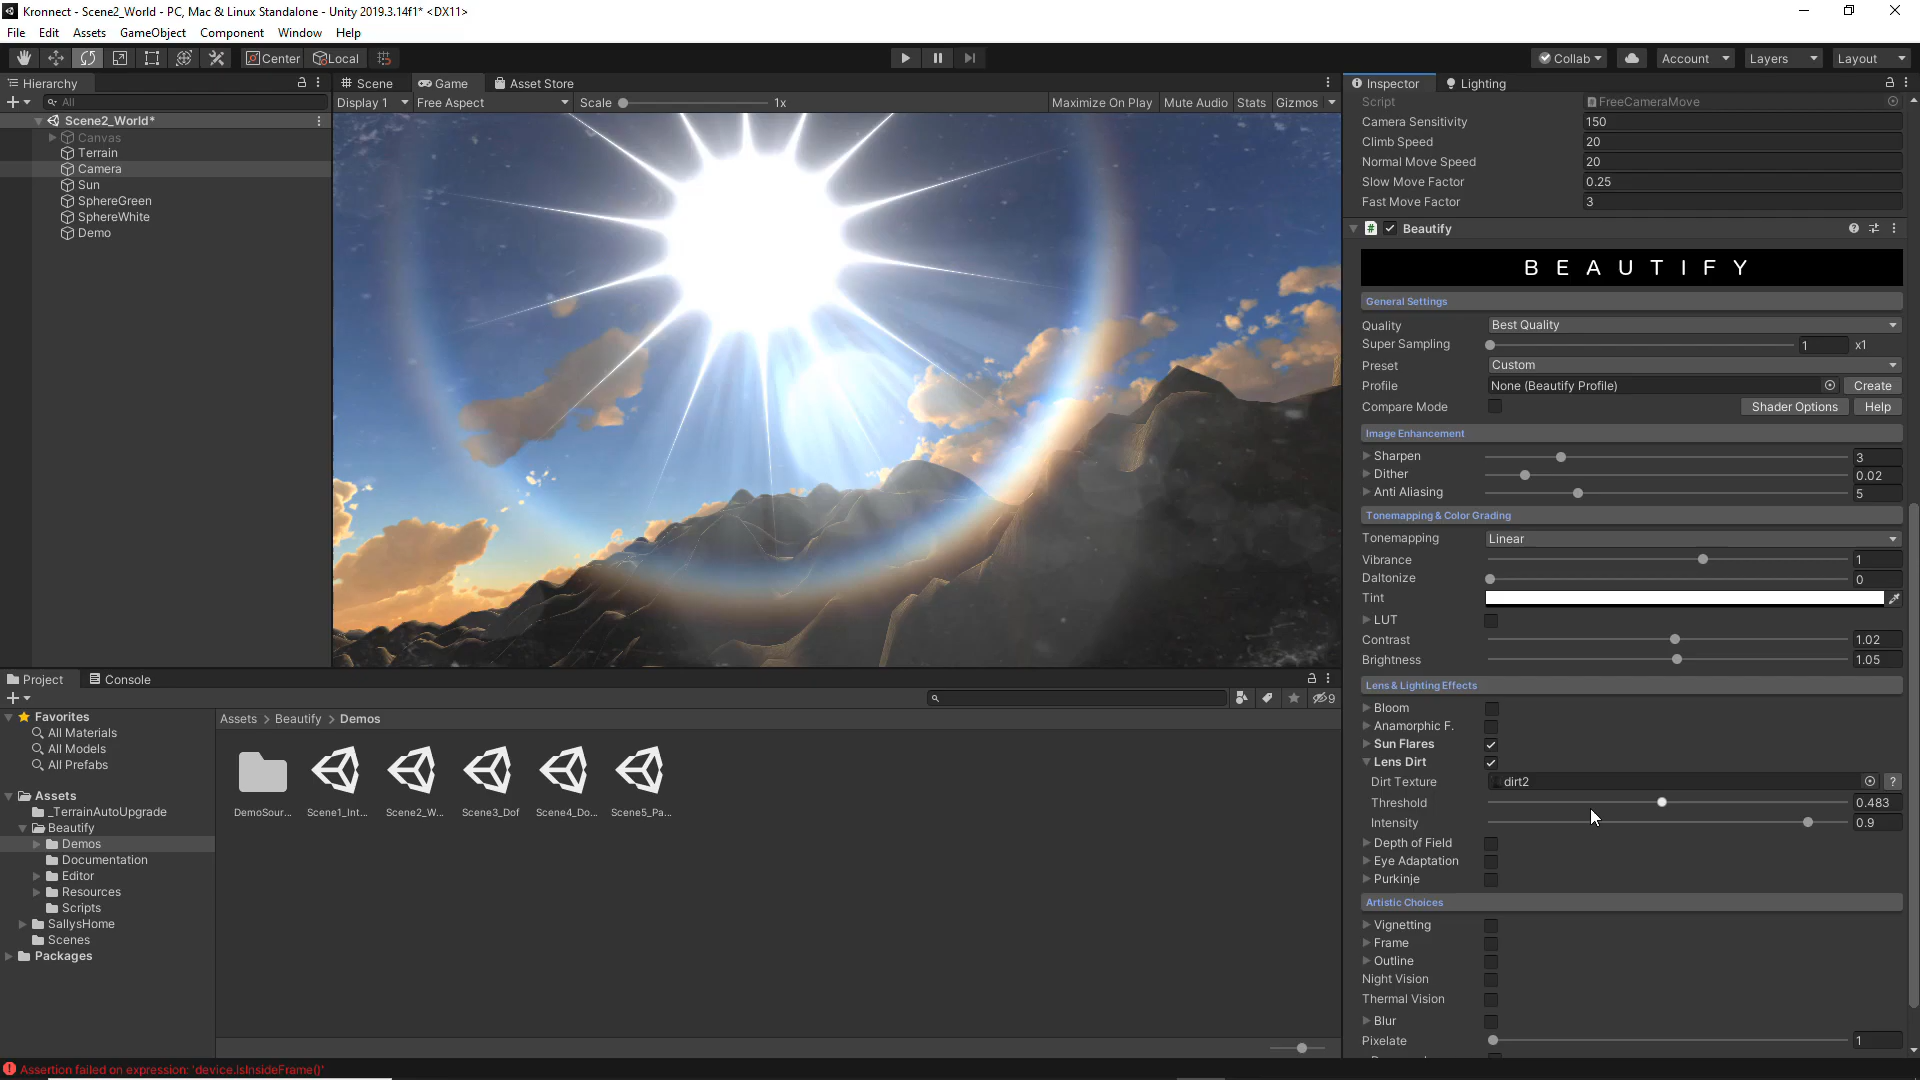 Kronnect - Scene2_World - PC, Mac & Linux Standalone - Unity 2019.3.14f1* <DX11>
File Edit Assets GameObject Component Window Help
Center Local Collab Account Layers Layout
Hierarchy
All
Scene2_World*
Canvas
Terrain
Camera
Sun
SphereGreen
SphereWhite
Demo
Scene Game Asset Store
Display 1 Free Aspect Scale 1x Maximize On Play Mute Audio Stats Gizmos
Inspector Lighting
Script FreeCameraMove
Camera Sensitivity 150
Climb Speed 20
Normal Move Speed 20
Slow Move Factor 0.25
Fast Move Factor 3
# Beautify
BEAUTIFY
General Settings
Quality Best Quality
Super Sampling 1 x1
Preset Custom
Profile None (Beautify Profile) Create
Compare Mode Shader Options Help
Image Enhancement
Sharpen 3
Dither 0.02
Anti Aliasing 5
Tonemapping & Color Grading
Tonemapping Linear
Vibrance 1
Daltonize 0
Tint
LUT
Contrast 1.02
Brightness 1.05
Lens & Lighting Effects
Bloom
Anamorphic F.
Sun Flares
Lens Dirt
Dirt Texture dirt2 ?
Threshold 0.483
Intensity 0.9
Depth of Field
Eye Adaptation
Purkinje
Artistic Choices
Vignetting
Frame
Outline
Night Vision
Thermal Vision
Blur
Pixelate 1
Project Console
9
Favorites
All Materials
All Models
All Prefabs
Assets
_TerrainAutoUpgrade
Beautify
Demos
Documentation
Editor
Resources
Scripts
SallysHome
Scenes
Packages
Assets > Beautify > Demos
DemoSour... Scene1_Int... Scene2_W... Scene3_Dof Scene4_Do... Scene5_Pa...
Assertion failed on expression: 'device.IsInsideFrame()'